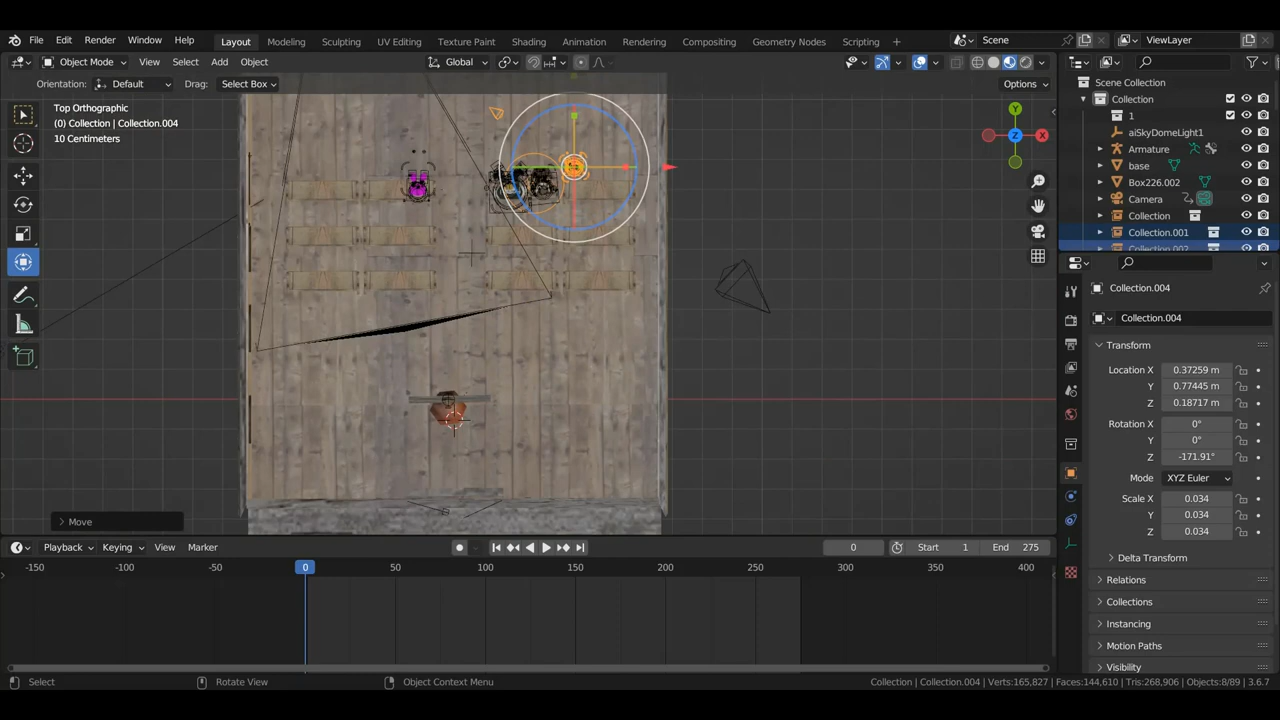 File Edit Render Window Help Layout Modeling Sculpting UV Editing Texture Paint Shading Animation Rendering Compositing Geometry Nodes Scripting + Scene ViewLayer
Object Mode View Select Add Object Global Options
Orientation: Default Drag: Select Box
Top Orthographic
(0) Collection | Collection.004
10 Centimeters
Y
Z
X
Scene Collection
Collection
1
aiSkyDomeLight1
Armature
base
Box226.002
Camera
Collection
Collection.001
Collection.002
Collection.004
Collection.004
Transform
Location X 0.37259 m
Y 0.77445 m
Z 0.18717 m
Rotation X 0°
Y 0°
Z -171.91°
Mode XYZ Euler
Scale X 0.034
Y 0.034
Z 0.034
Delta Transform
Relations
Collections
Instancing
Motion Paths
Visibility
Move
Playback Keying View Marker 0 Start 1 End 275
-150 -100 -50 0 50 100 150 200 250 300 350 400
Select Rotate View Object Context Menu Collection | Collection.004 | Verts:165,827 | Faces:144,610 | Tris:268,906 | Objects:8/89 | 3.6.7